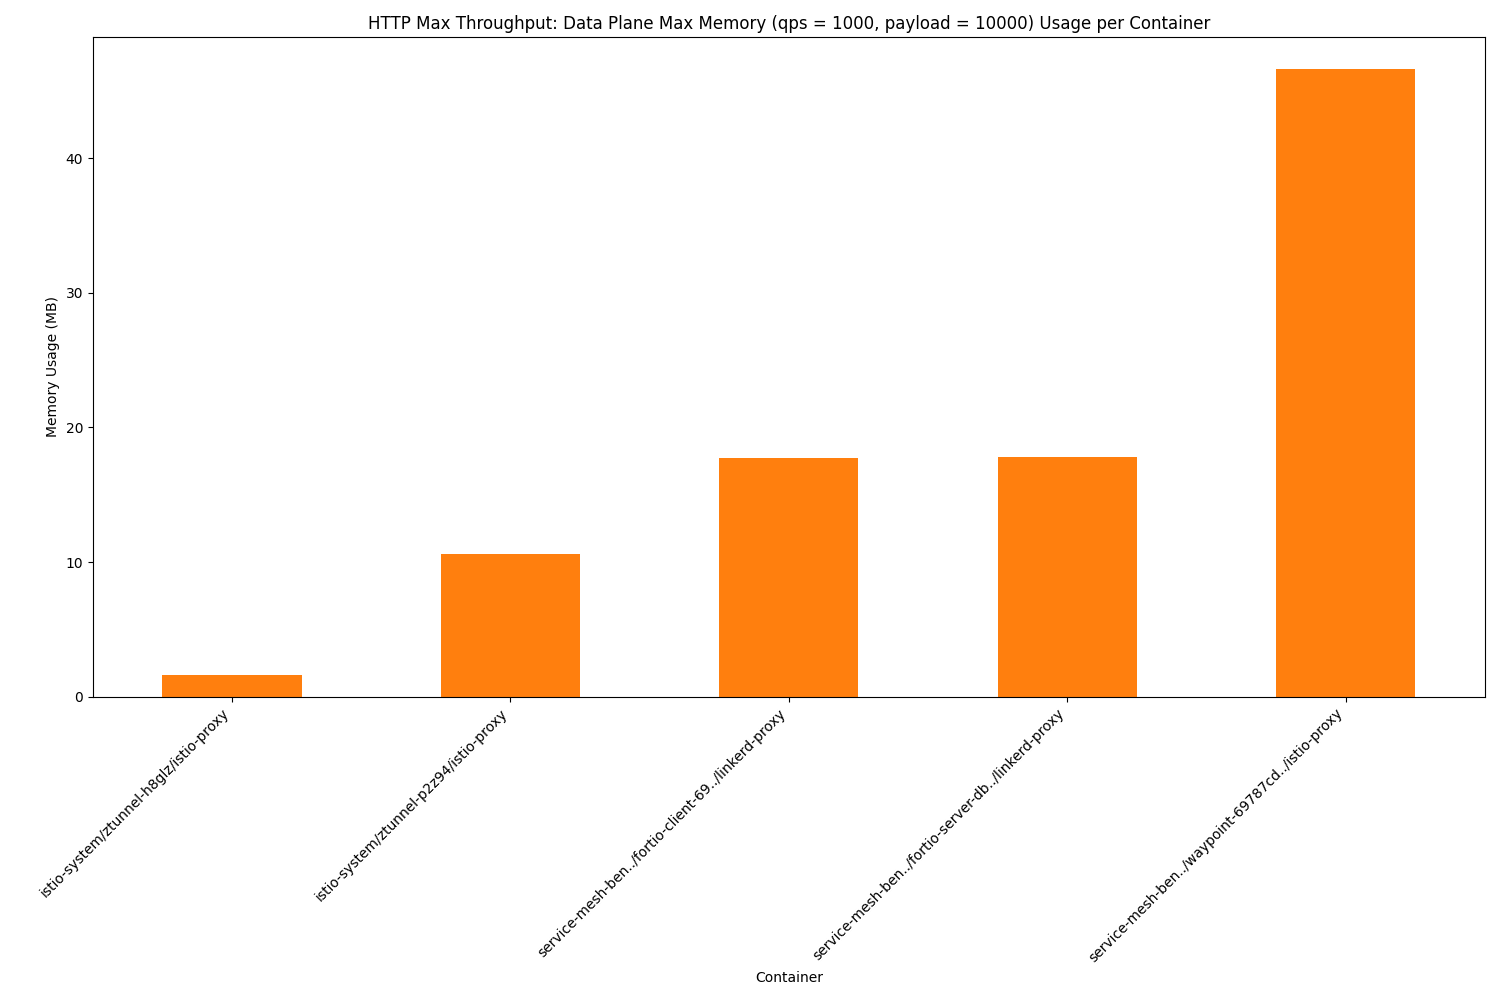 HTTP Max Throughput: Data Plane Max Memory (qps = 1000, payload = 10000) Usage per Container
Memory Usage (MB)
40
30
20
10
0
istio-system/ztunnel-h8glz/istio-proxy
istio-system/ztunnel-p2z94/istio-proxy
service-mesh-ben../fortio-client-69../linkerd-proxy
service-mesh-ben../fortio-server-db../linkerd-proxy
service-mesh-ben../waypoint-69787cd../istio-proxy
Container